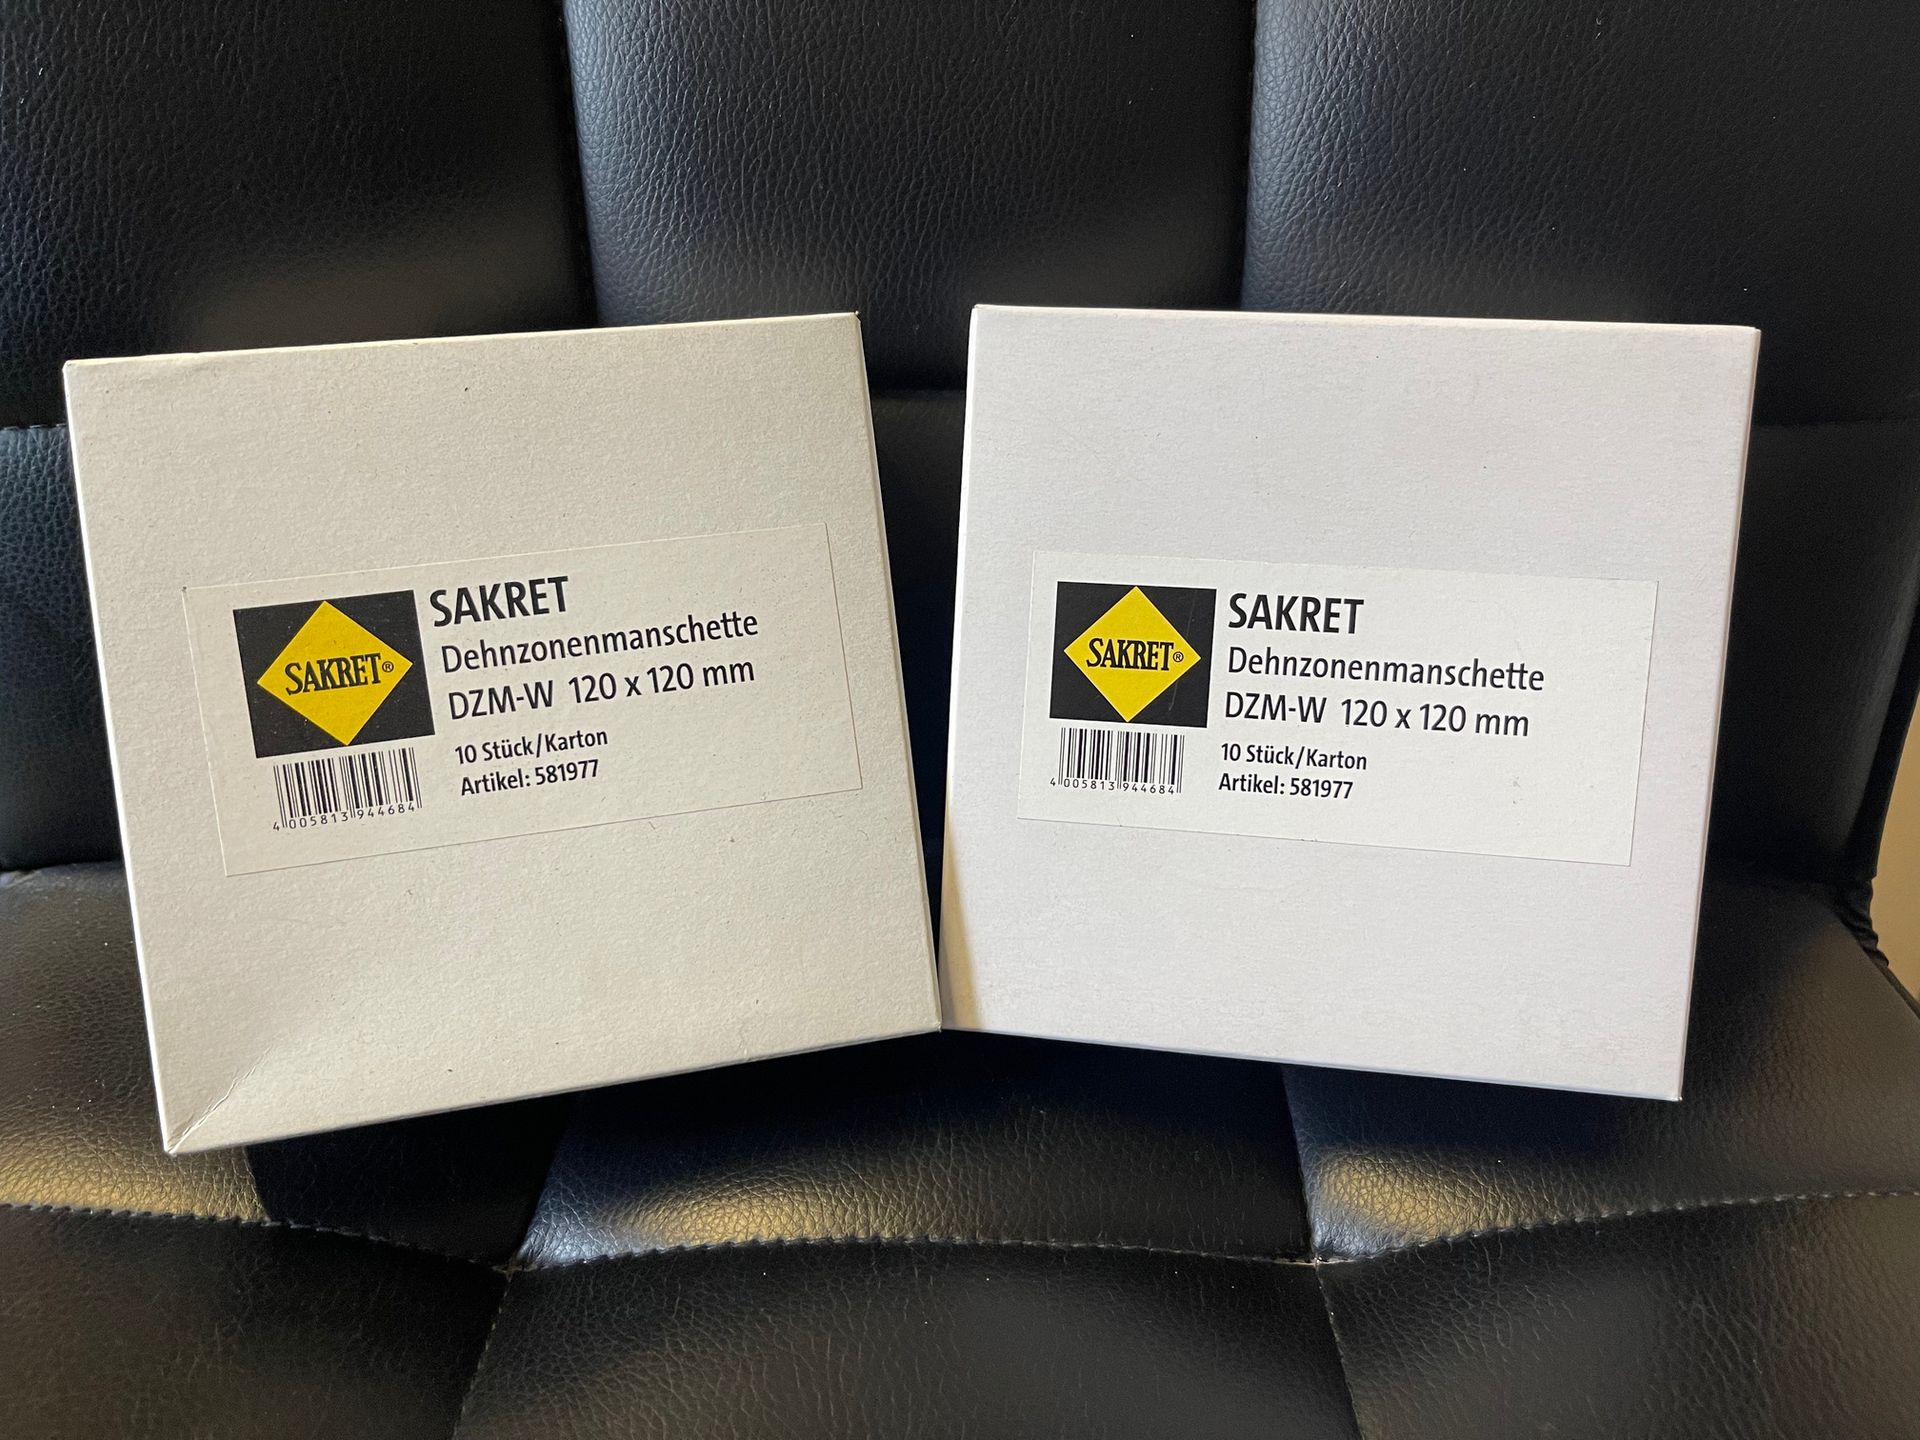 SAKRET
Dehnzonenmanschette
DZM-W 120 x 120 mm
10 Stück/Karton
Artikel: 581977
SAKRET®
4 005813 944684
SAKRET
Dehnzonenmanschette
DZM-W 120 x 120 mm
10 Stück/Karton
Artikel: 581977
SAKRET®
4 005813 944684